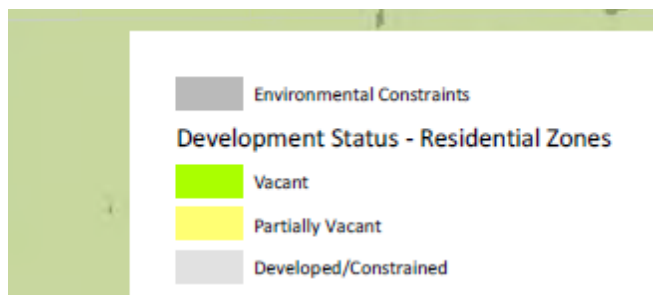 Environmental Constraints
Development Status - Residential Zones
Vacant
Partially Vacant
Developed/Constrained